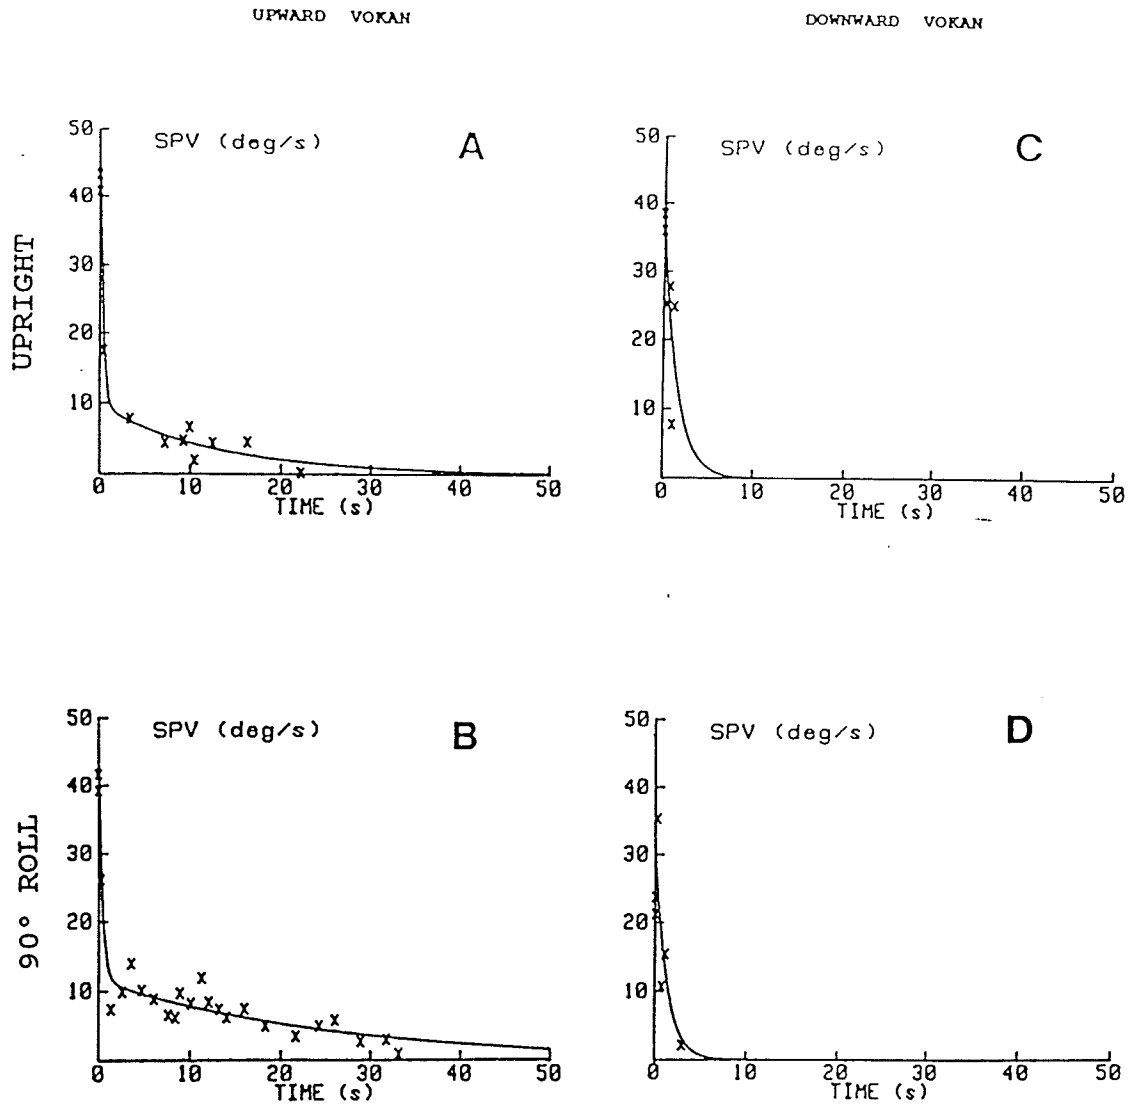 UPWARD VOKAN
DOWNWARD VOKAN
UPRIGHT
SPV (deg/s) A
50
40
30
20
10
0 10 20 30 40 50
TIME (s)
SPV (deg/s) C
50
40
30
20
10
0 10 20 30 40 50
TIME (s)
90° ROLL
SPV (deg/s) B
50
40
30
20
10
0 10 20 30 40 50
TIME (s)
SPV (deg/s) D
50
40
30
20
10
0 10 20 30 40 50
TIME (s)